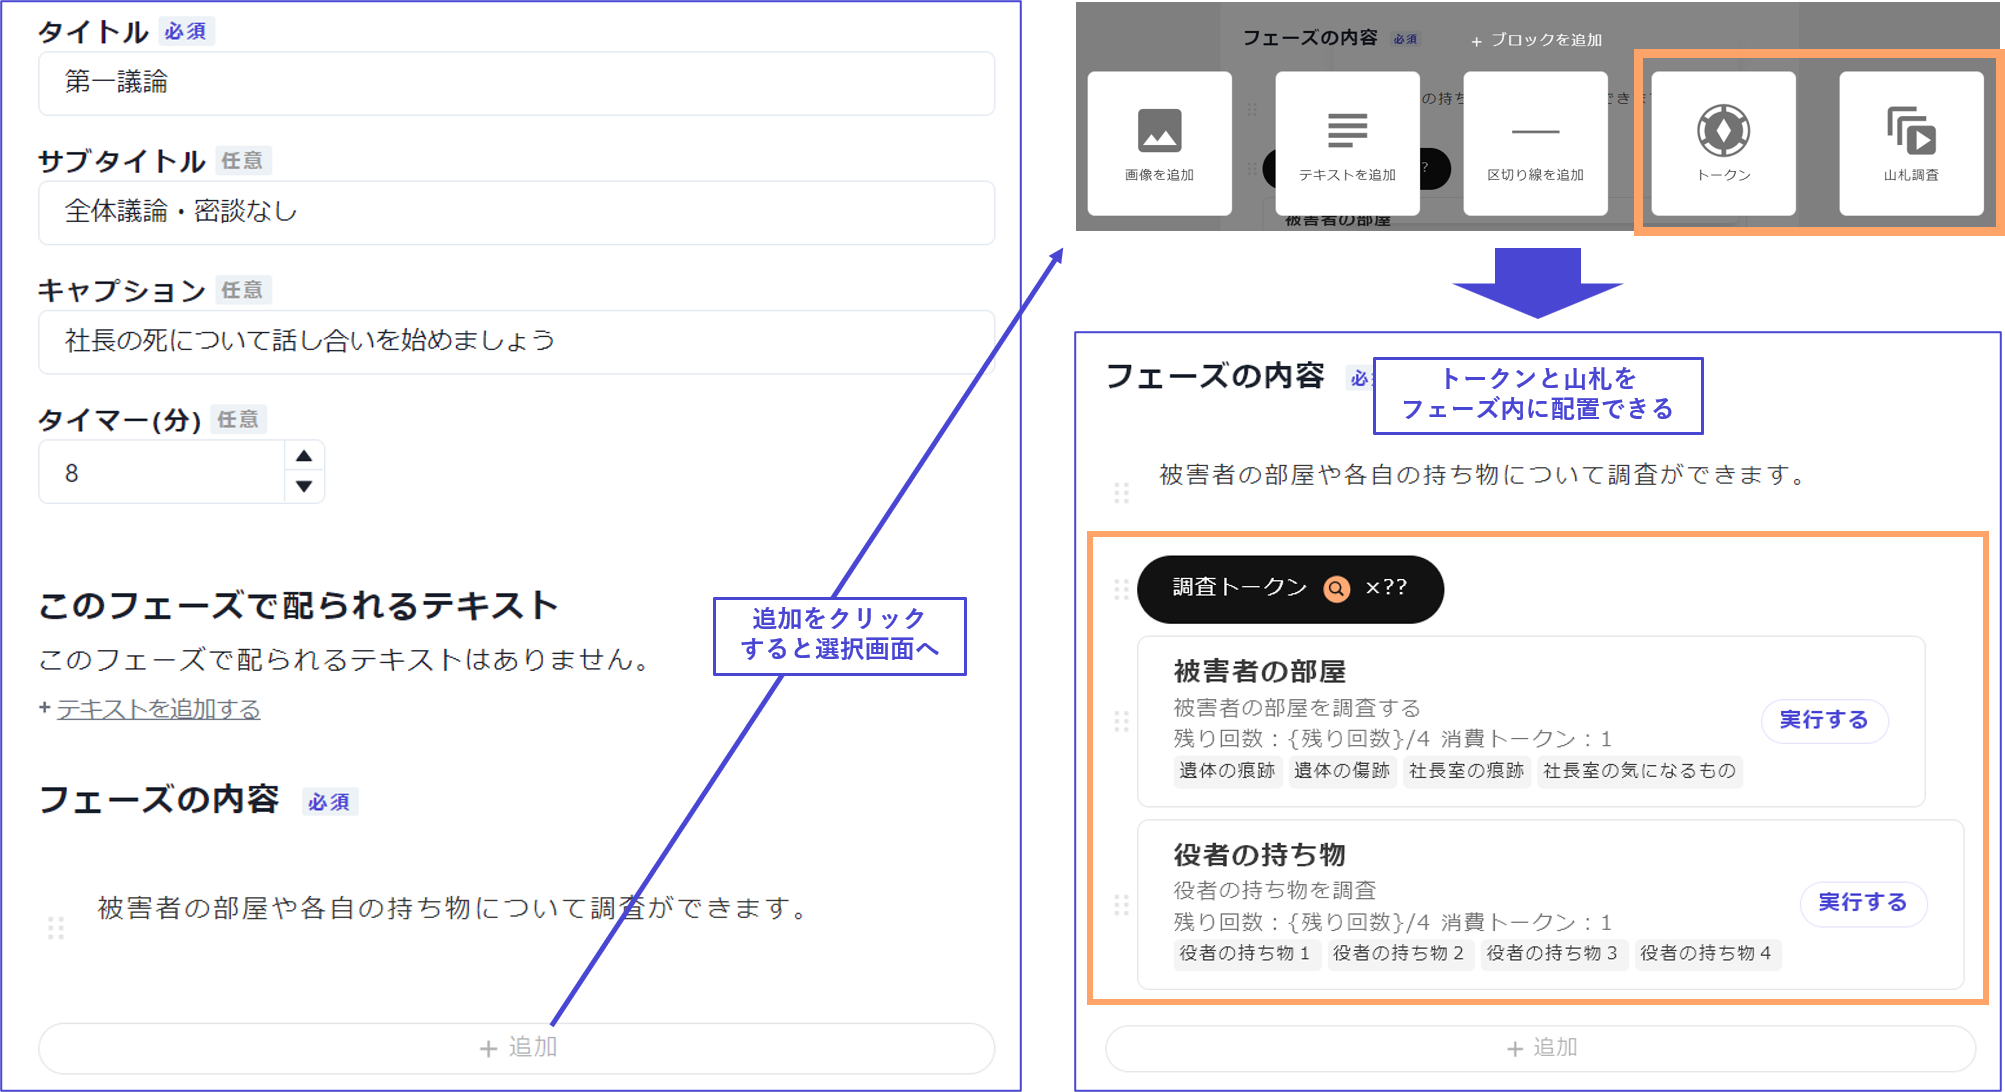 タイトル 必須
第一議論
サブタイトル 任意
全体議論・密談なし
キャプション 任意
社長の死について話し合いを始めましょう
タイマー(分) 任意
8
このフェーズで配られるテキスト
このフェーズで配られるテキストはありません。
+ テキストを追加する
フェーズの内容 必須
被害者の部屋や各自の持ち物について調査ができます。
+ 追加
追加をクリック
すると選択画面へ
フェーズの内容 必須
+ ブロックを追加
の持ち
でき
画像を追加
テキストを追加
区切り線を追加
トークン
山札調査
?
被害者の部屋
フェーズの内容 必
トークンと山札を
フェーズ内に配置できる
被害者の部屋や各自の持ち物について調査ができます。
調査トークン ×??
被害者の部屋
被害者の部屋を調査する
残り回数：{残り回数}/4 消費トークン：1
遺体の痕跡 遺体の傷跡 社長室の痕跡 社長室の気になるもの
実行する
役者の持ち物
役者の持ち物を調査
残り回数：{残り回数}/4 消費トークン：1
役者の持ち物１ 役者の持ち物２ 役者の持ち物３ 役者の持ち物４
実行する
+ 追加